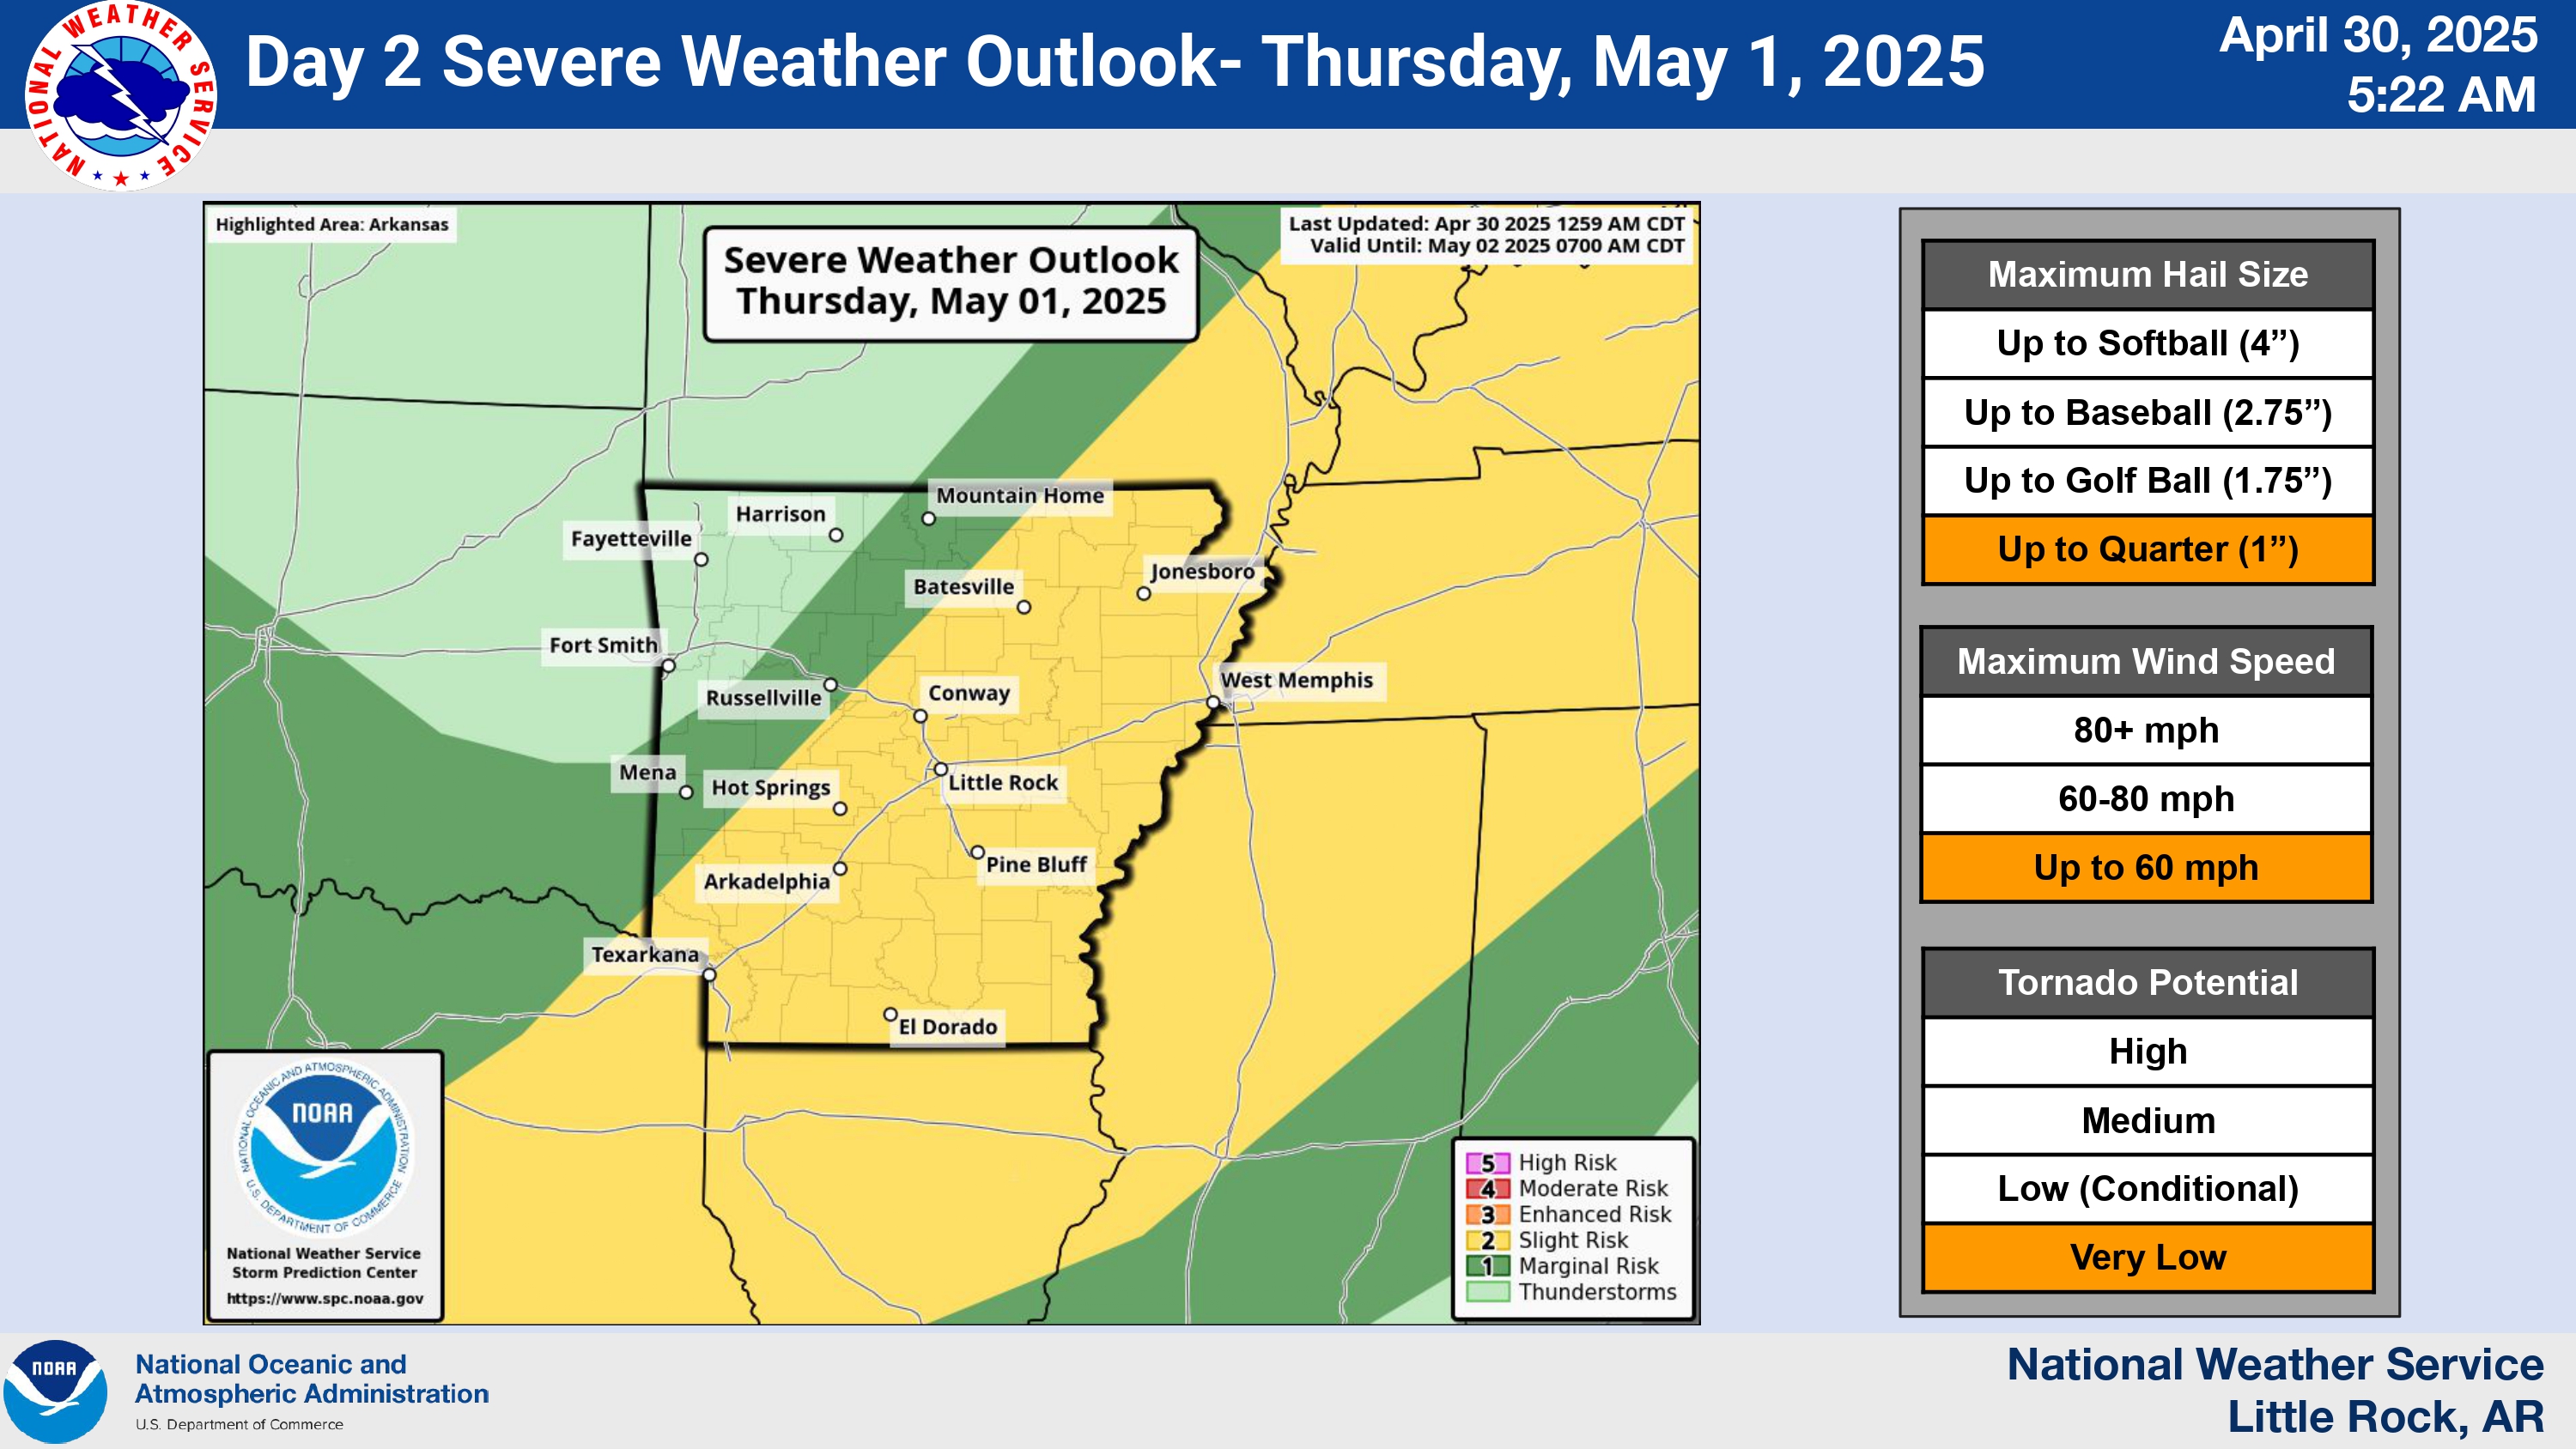 NATIONAL WEATHER SERVICE
Day 2 Severe Weather Outlook- Thursday, May 1, 2025
April 30, 2025
5:22 AM
Highlighted Area: Arkansas
Severe Weather Outlook
Thursday, May 01, 2025
Last Updated: Apr 30 2025 1259 AM CDT
Valid Until: May 02 2025 0700 AM CDT
Mountain Home
Harrison
Fayetteville
Jonesboro
Batesville
Fort Smith
West Memphis
Russellville
Conway
Mena
Hot Springs
Little Rock
Pine Bluff
Arkadelphia
Texarkana
El Dorado
NATIONAL OCEANIC AND ATMOSPHERIC ADMINISTRATION
NOAA
U.S. DEPARTMENT OF COMMERCE
National Weather Service
Storm Prediction Center
https://www.spc.noaa.gov
5 High Risk
4 Moderate Risk
3 Enhanced Risk
2 Slight Risk
1 Marginal Risk
Thunderstorms
Maximum Hail Size
Up to Softball (4”)
Up to Baseball (2.75”)
Up to Golf Ball (1.75”)
Up to Quarter (1”)
Maximum Wind Speed
80+ mph
60-80 mph
Up to 60 mph
Tornado Potential
High
Medium
Low (Conditional)
Very Low
NOAA
National Oceanic and
Atmospheric Administration
U.S. Department of Commerce
National Weather Service
Little Rock, AR